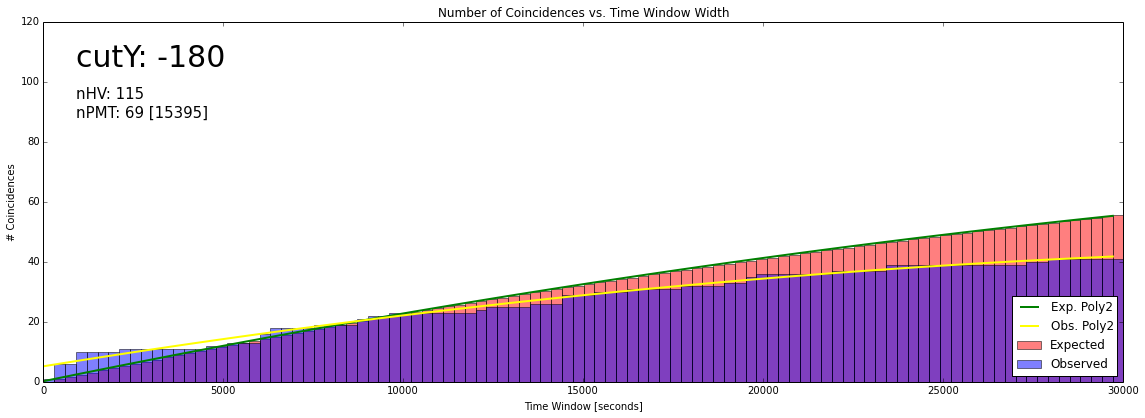 Number of Coincidences vs. Time Window Width
120
100
80
60
40
20
0
# Coincidences
cutY: -180
nHV: 115
nPMT: 69 [15395]
Exp. Poly2
Obs. Poly2
Expected
Observed
0 5000 10000 15000 20000 25000 30000
Time Window [seconds]